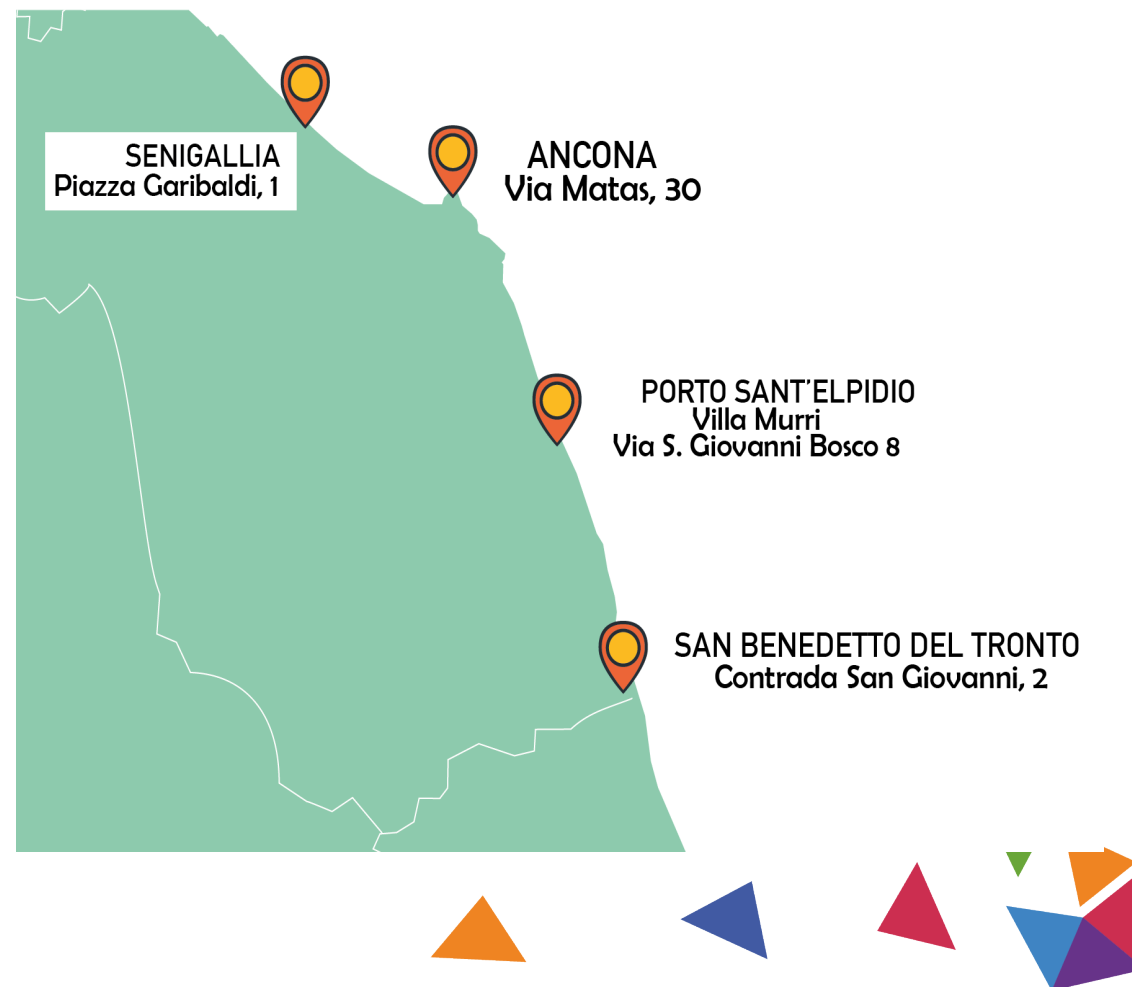 SENIGALLIA
Piazza Garibaldi, 1
ANCONA
Via Matas, 30
PORTO SANT'ELPIDIO
Villa Murri
Via S. Giovanni Bosco 8
SAN BENEDETTO DEL TRONTO
Contrada San Giovanni, 2